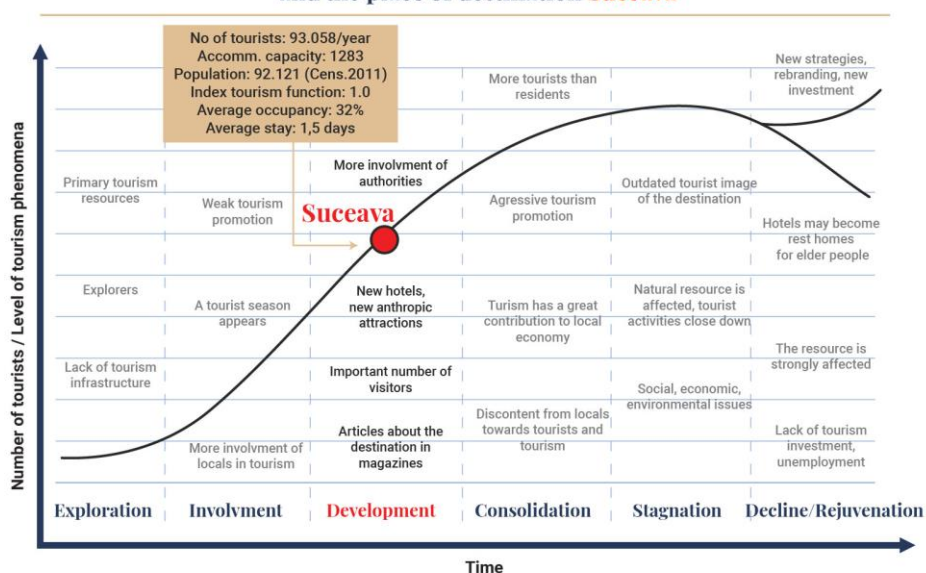 No of tourists: 93.058/year
Accomm. capacity: 1283
Population: 92.121 (Cens.2011)
Index tourism function: 1.0
Average occupancy: 32%
Average stay: 1,5 days
Number of tourists / Level of tourism phenomena
Primary tourism
resources
Explorers
Lack of tourism
infrastructure
Weak tourism
promotion
A tourist season
appears
More involvment of
locals in tourism
More involvment of
authorities
Suceava
New hotels,
new anthropic
attractions
Important number of
visitors
Articles about the
destination in
magazines
More tourists than
residents
Agressive tourism
promotion
Turism has a great
contribution to local
economy
Discontent from locals
towards tourists and
tourism
Outdated tourist image
of the destination
Natural resource is
affected, tourist
activities close down
Social, economic,
environmental issues
New strategies,
rebranding, new
investment
Hotels may become
rest homes
for elder people
The resource is
strongly affected
Lack of tourism
investment,
unemployment
Exploration
Involvment
Development
Consolidation
Stagnation
Decline/Rejuvenation
Time